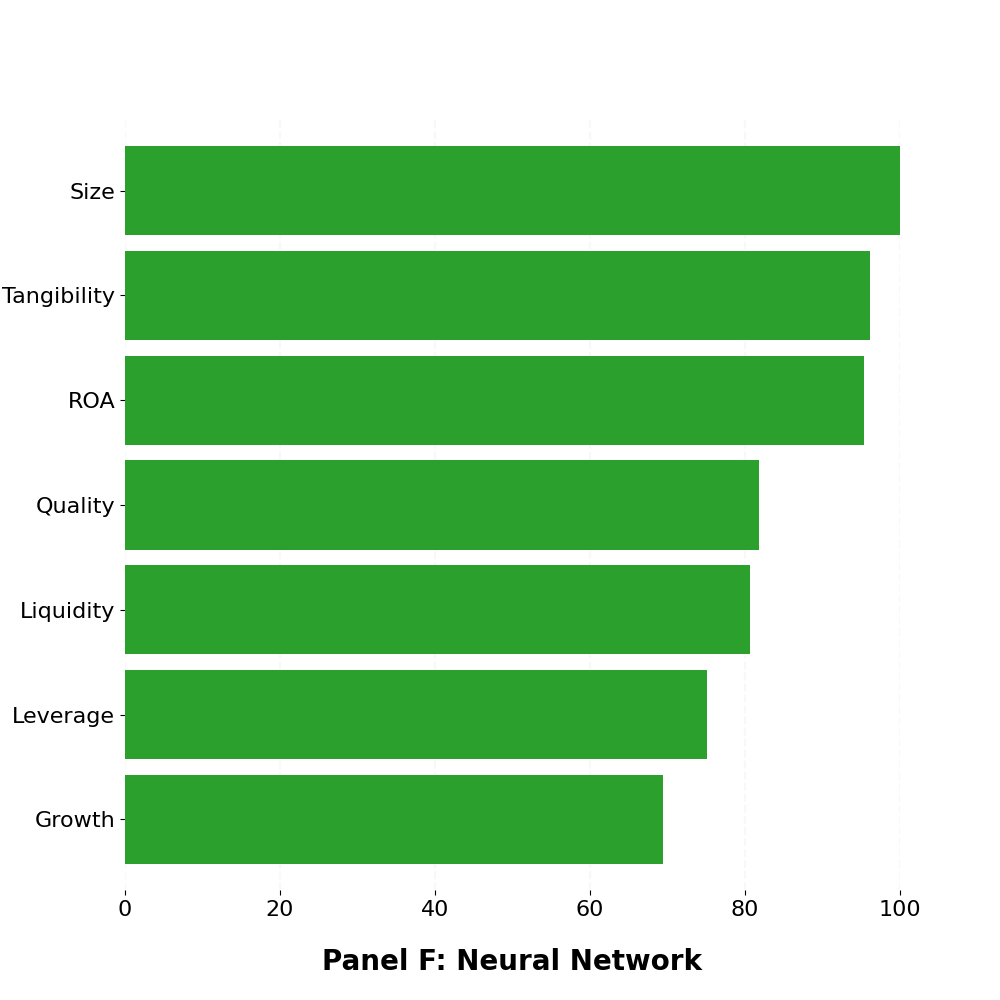 Size
Tangibility
ROA
Quality
Liquidity
Leverage
Growth
0 20 40 60 80 100
Panel F: Neural Network